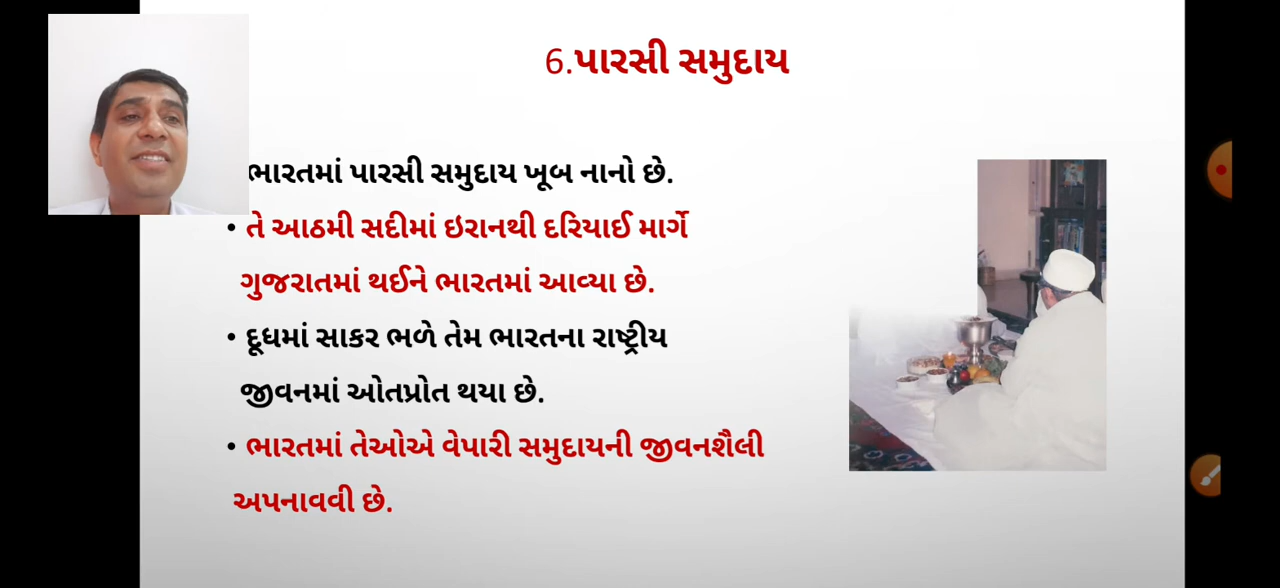 6.પારસી સમુદાય
ભારતમાં પારસી સમુદાય ખૂબ નાનો છે.
• તે આઠમી સદીમાં ઇરાનથી દરિયાઈ માર્ગે
ગુજરાતમાં થઈને ભારતમાં આવ્યા છે.
• દૂધમાં સાકર ભળે તેમ ભારતના રાષ્ટ્રીય
જીવનમાં ઓતપ્રોત થયા છે.
• ભારતમાં તેઓએ વેપારી સમુદાયની જીવનશૈલી
અપનાવવી છે.